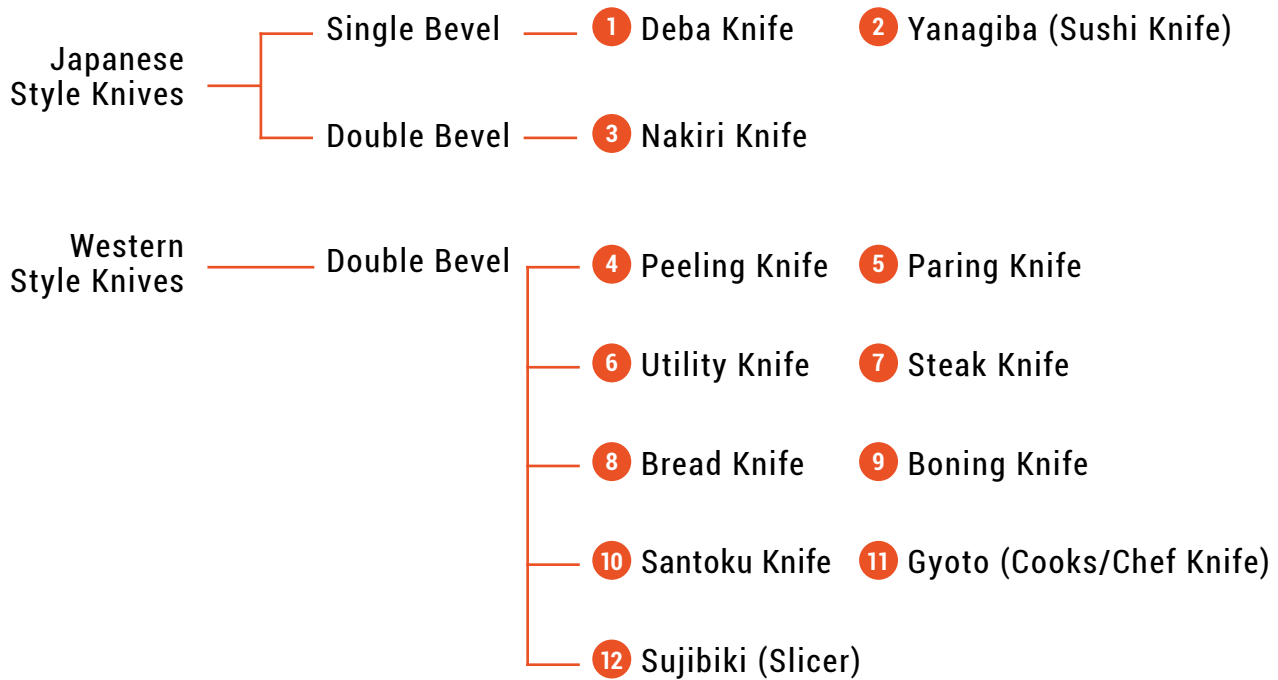 Japanese
Style Knives
Single Bevel
1 Deba Knife
2 Yanagiba (Sushi Knife)
Double Bevel
3 Nakiri Knife
Western
Style Knives
Double Bevel
4 Peeling Knife
5 Paring Knife
6 Utility Knife
7 Steak Knife
8 Bread Knife
9 Boning Knife
10 Santoku Knife
11 Gyoto (Cooks/Chef Knife)
12 Sujibiki (Slicer)